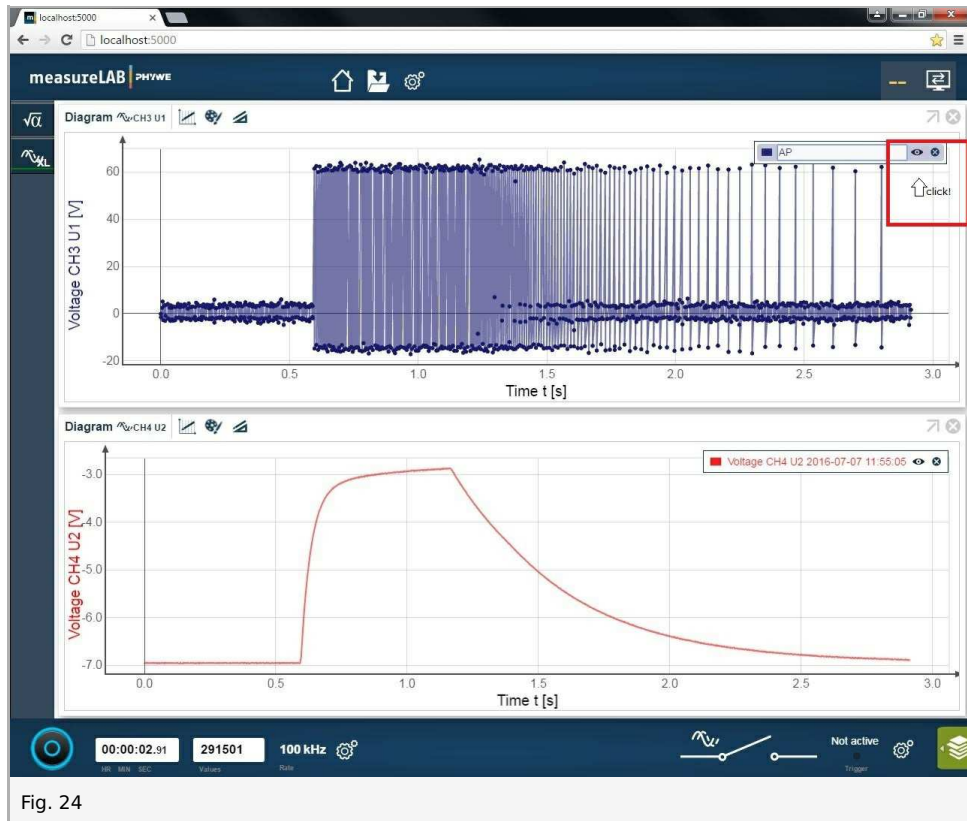 localhost:5000
localhost:5000
measureLAB PHYWE
--
√α
XL
Diagram CH3 U1
AP
click!
Voltage CH3 U1 [V]
60
40
20
0
-20
0.0 0.5 1.0 1.5 2.0 2.5 3.0
Time t [s]
Diagram CH4 U2
Voltage CH4 U2 2016-07-07 11:55:05
Voltage CH4 U2 [V]
-3.0
-4.0
-5.0
-6.0
-7.0
0.0 0.5 1.0 1.5 2.0 2.5 3.0
Time t [s]
00:00:02.91 291501 100 kHz Not active
HR MIN SEC Values Rate Trigger
Fig. 24